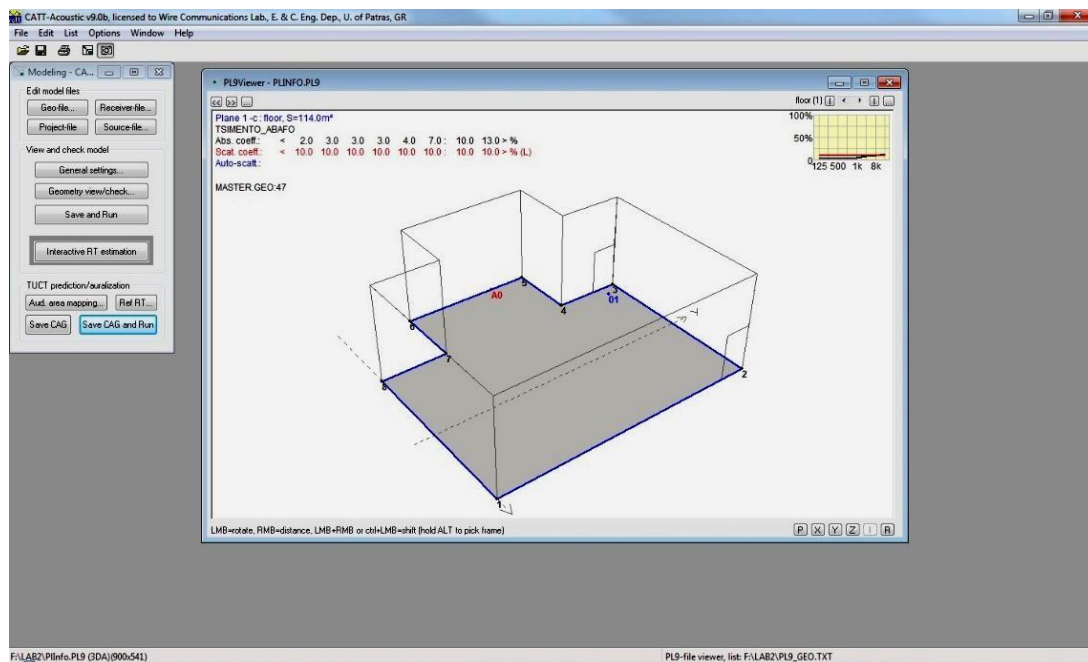 CATT-Acoustic v9.0b, licensed to Wire Communications Lab., E. & C. Eng. Dep., U. of Patras, GR
File Edit List Options Window Help
Modeling - CA...
Edit model files
Geo-file... Receiver-file...
Project-file Source-file...
View and check model
General settings...
Geometry view/check...
Save and Run
Interactive RT estimation
TUCT prediction/auralization
Aud. area mapping... Ref RT...
Save CAG Save CAG and Run
PL9Viewer - PLINFO.PL9
<< >> ... floor (1) i < > i ...
Plane 1 -c : floor, S=114.0m²
TSIMENTO_ABAFO
Abs. coeff.: < 2.0 3.0 3.0 3.0 4.0 7.0 : 10.0 13.0 > %
Scat. coeff.: < 10.0 10.0 10.0 10.0 10.0 10.0 : 10.0 10.0 > % (L)
Auto-scatt.:
MASTER.GEO:47
100%
50%
0
125 500 1k 8k
5
A0
3
01
4
6
7
8
2
1
LMB=rotate, RMB=distance, LMB+RMB or ctrl+LMB=shift (hold ALT to pick frame)
P X Y Z I R
F:\LAB2\PlInfo.PL9 (3DA)(900x541) PL9-file viewer, list: F:\LAB2\PL9_GEO.TXT